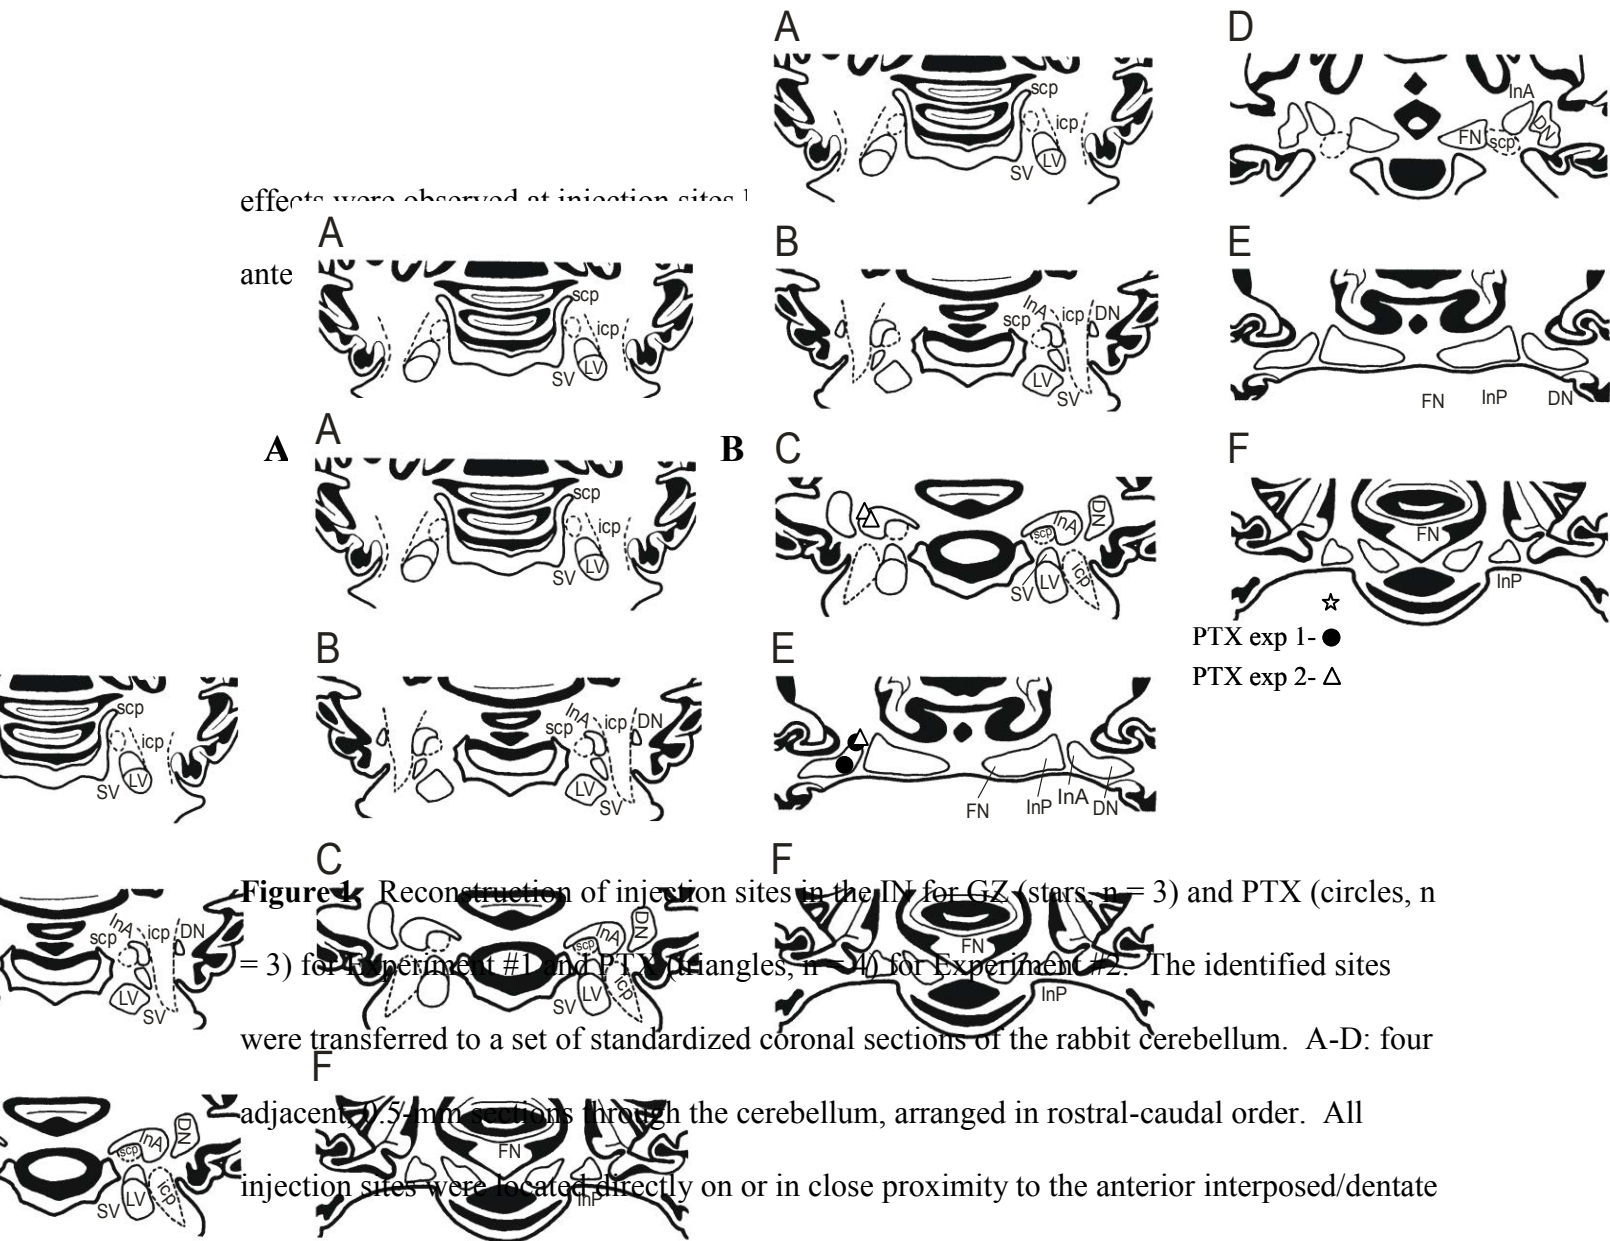 A
scp
icp
LV
SV
D
InA
DN
FN
scp
effects were observed at injection sites
ante
A
scp
icp
LV
SV
B
InA
icp
DN
scp
LV
SV
E
FN
InP
DN
A
B
A
scp
icp
LV
SV
C
DN
InA
scp
icp
LV
SV
F
FN
InP
PTX exp 1-
PTX exp 2-
scp
icp
LV
SV
B
InA
icp
DN
scp
LV
SV
E
FN
InP
InA
DN
C
DN
InA
scp
icp
LV
SV
F
FN
InP
InA
icp
DN
scp
LV
SV
Figure 1. Reconstruction of injection sites in the IN for GZ (stars, n = 3) and PTX (circles, n
= 3) for Experiment #1 and PTX (triangles, n = 4) for Experiment #2. The identified sites
were transferred to a set of standardized coronal sections of the rabbit cerebellum. A-D: four
adjacent, 0.5-mm sections through the cerebellum, arranged in rostral-caudal order. All
injection sites were located directly on or in close proximity to the anterior interposed/dentate
F
FN
InP
DN
InA
scp
icp
LV
SV